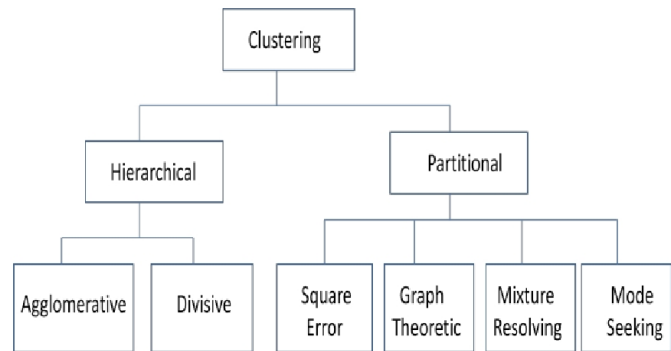 Clustering
Hierarchical
Partitional
Agglomerative
Divisive
Square
Error
Graph
Theoretic
Mixture
Resolving
Mode
Seeking